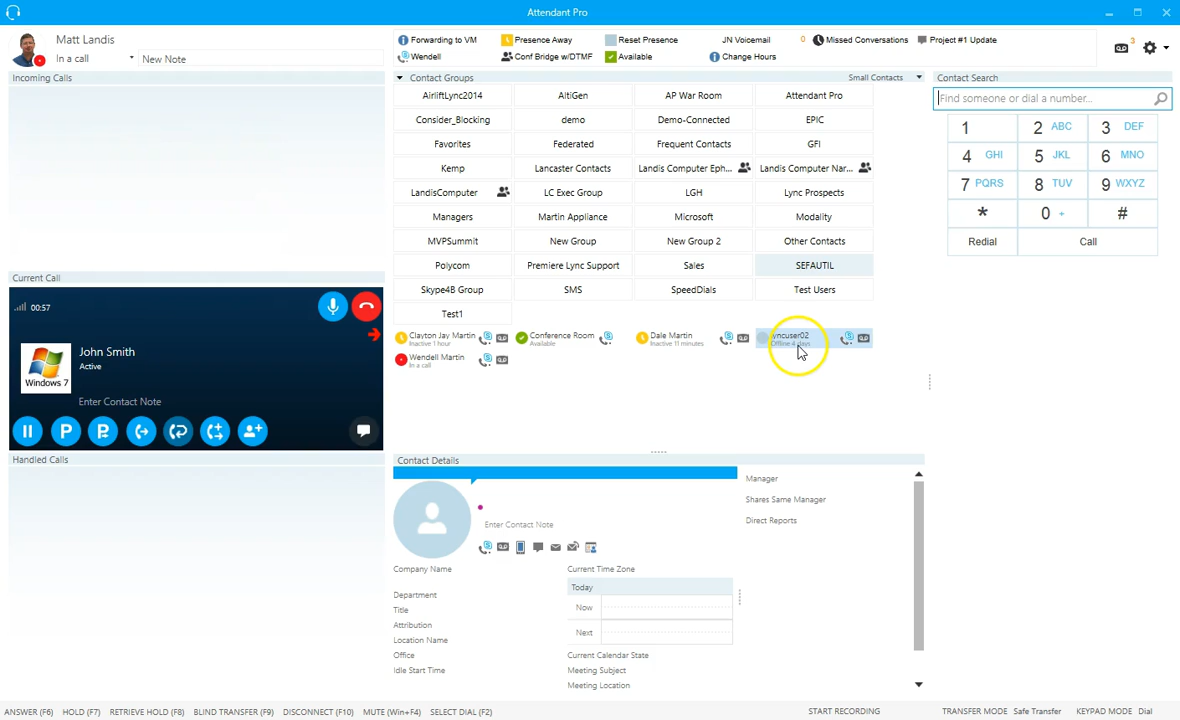 Attendant Pro
Matt Landis
In a call
New Note
Incoming Calls
Current Call
00:57
Windows 7
John Smith
Active
Enter Contact Note
P
P
Handled Calls
Forwarding to VM
Presence Away
Reset Presence
JN Voicemail
0
Missed Conversations
Project #1 Update
Wendell
Conf Bridge w/DTMF
Available
Change Hours
3
Contact Groups
Small Contacts
AirliftLync2014
AltiGen
AP War Room
Attendant Pro
Consider_Blocking
demo
Demo-Connected
EPIC
Favorites
Federated
Frequent Contacts
GFI
Kemp
Lancaster Contacts
Landis Computer Eph...
Landis Computer Nar...
LandisComputer
LC Exec Group
LGH
Lync Prospects
Managers
Martin Appliance
Microsoft
Modality
MVPSummit
New Group
New Group 2
Other Contacts
Polycom
Premiere Lync Support
Sales
SEFAUTIL
Skype4B Group
SMS
SpeedDials
Test Users
Test1
Clayton Jay Martin
Inactive 1 hour
Conference Room
Available
Dale Martin
Inactive 11 minutes
lyncuser02
Offline 4 days
Wendell Martin
In a call
Contact Details
Enter Contact Note
Company Name
Department
Title
Attribution
Location Name
Office
Idle Start Time
Current Time Zone
Today
Now
Next
Current Calendar State
Meeting Subject
Meeting Location
Manager
Shares Same Manager
Direct Reports
Contact Search
Find someone or dial a number...
1
2 ABC
3 DEF
4 GHI
5 JKL
6 MNO
7 PQRS
8 TUV
9 WXYZ
*
0 +
#
Redial
Call
ANSWER (F6) HOLD (F7) RETRIEVE HOLD (F8) BLIND TRANSFER (F9) DISCONNECT (F10) MUTE (Win+F4) SELECT DIAL (F2)
START RECORDING
TRANSFER MODE Safe Transfer
KEYPAD MODE Dial